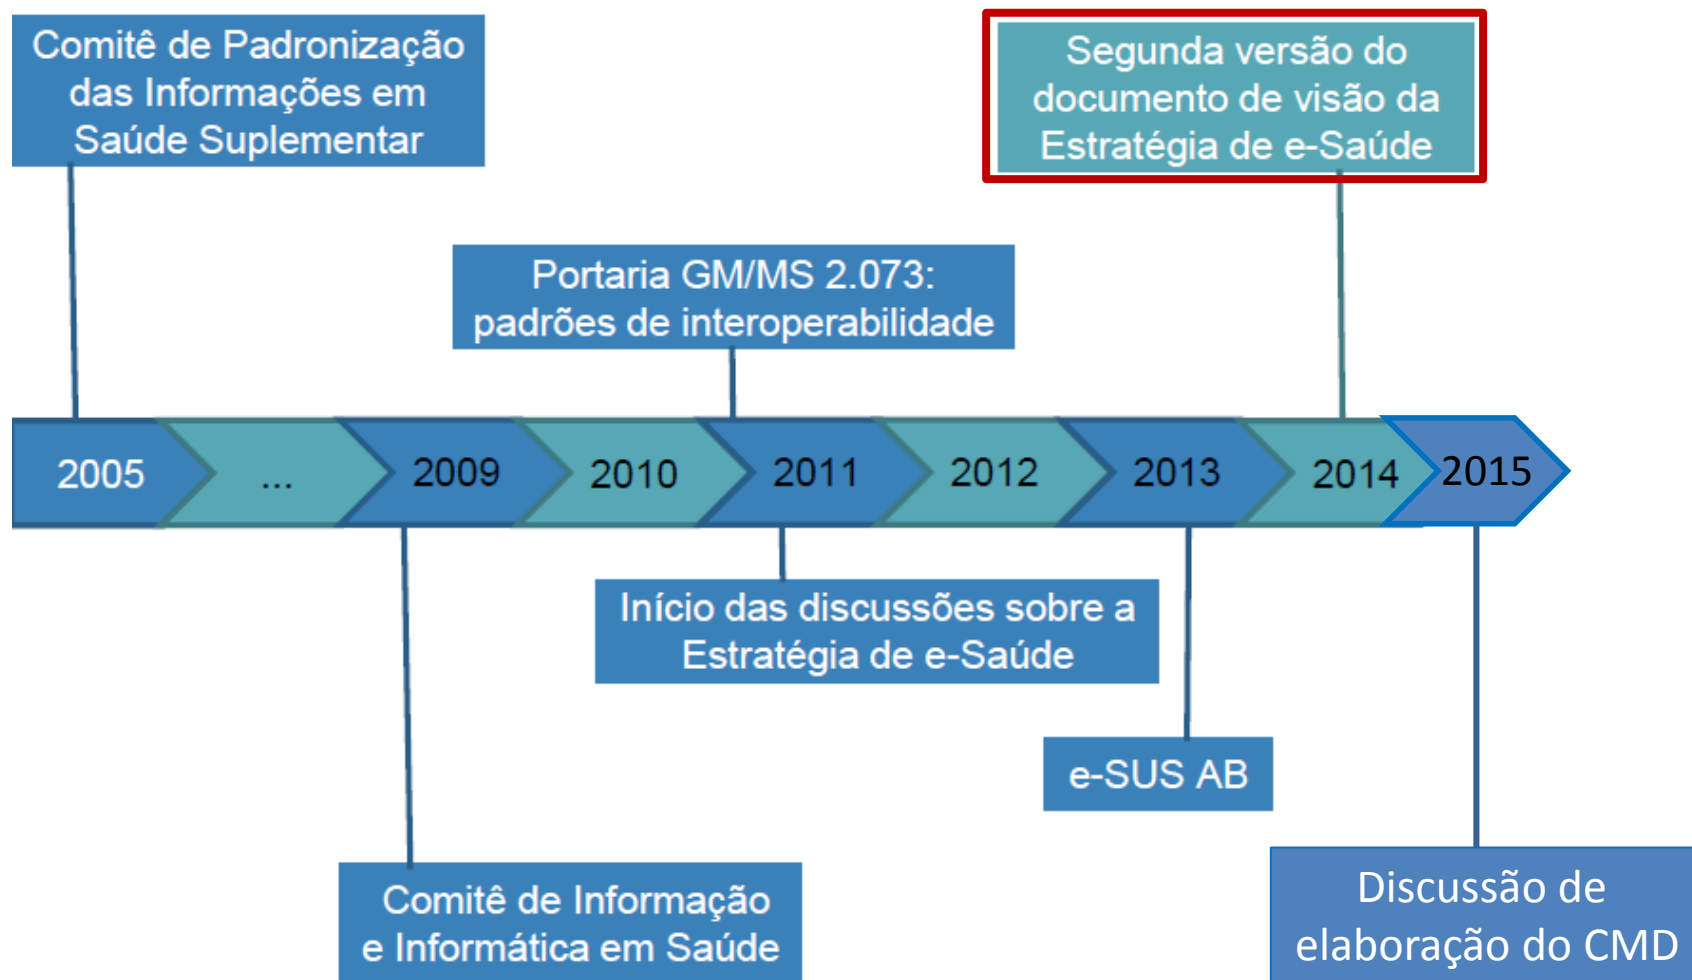 Comitê de Padronização
das Informações em
Saúde Suplementar
Segunda versão do
documento de visão da
Estratégia de e-Saúde
Portaria GM/MS 2.073:
padrões de interoperabilidade
2005
...
2009
2010
2011
2012
2013
2014
2015
Início das discussões sobre a
Estratégia de e-Saúde
e-SUS AB
Comitê de Informação
e Informática em Saúde
Discussão de
elaboração do CMD